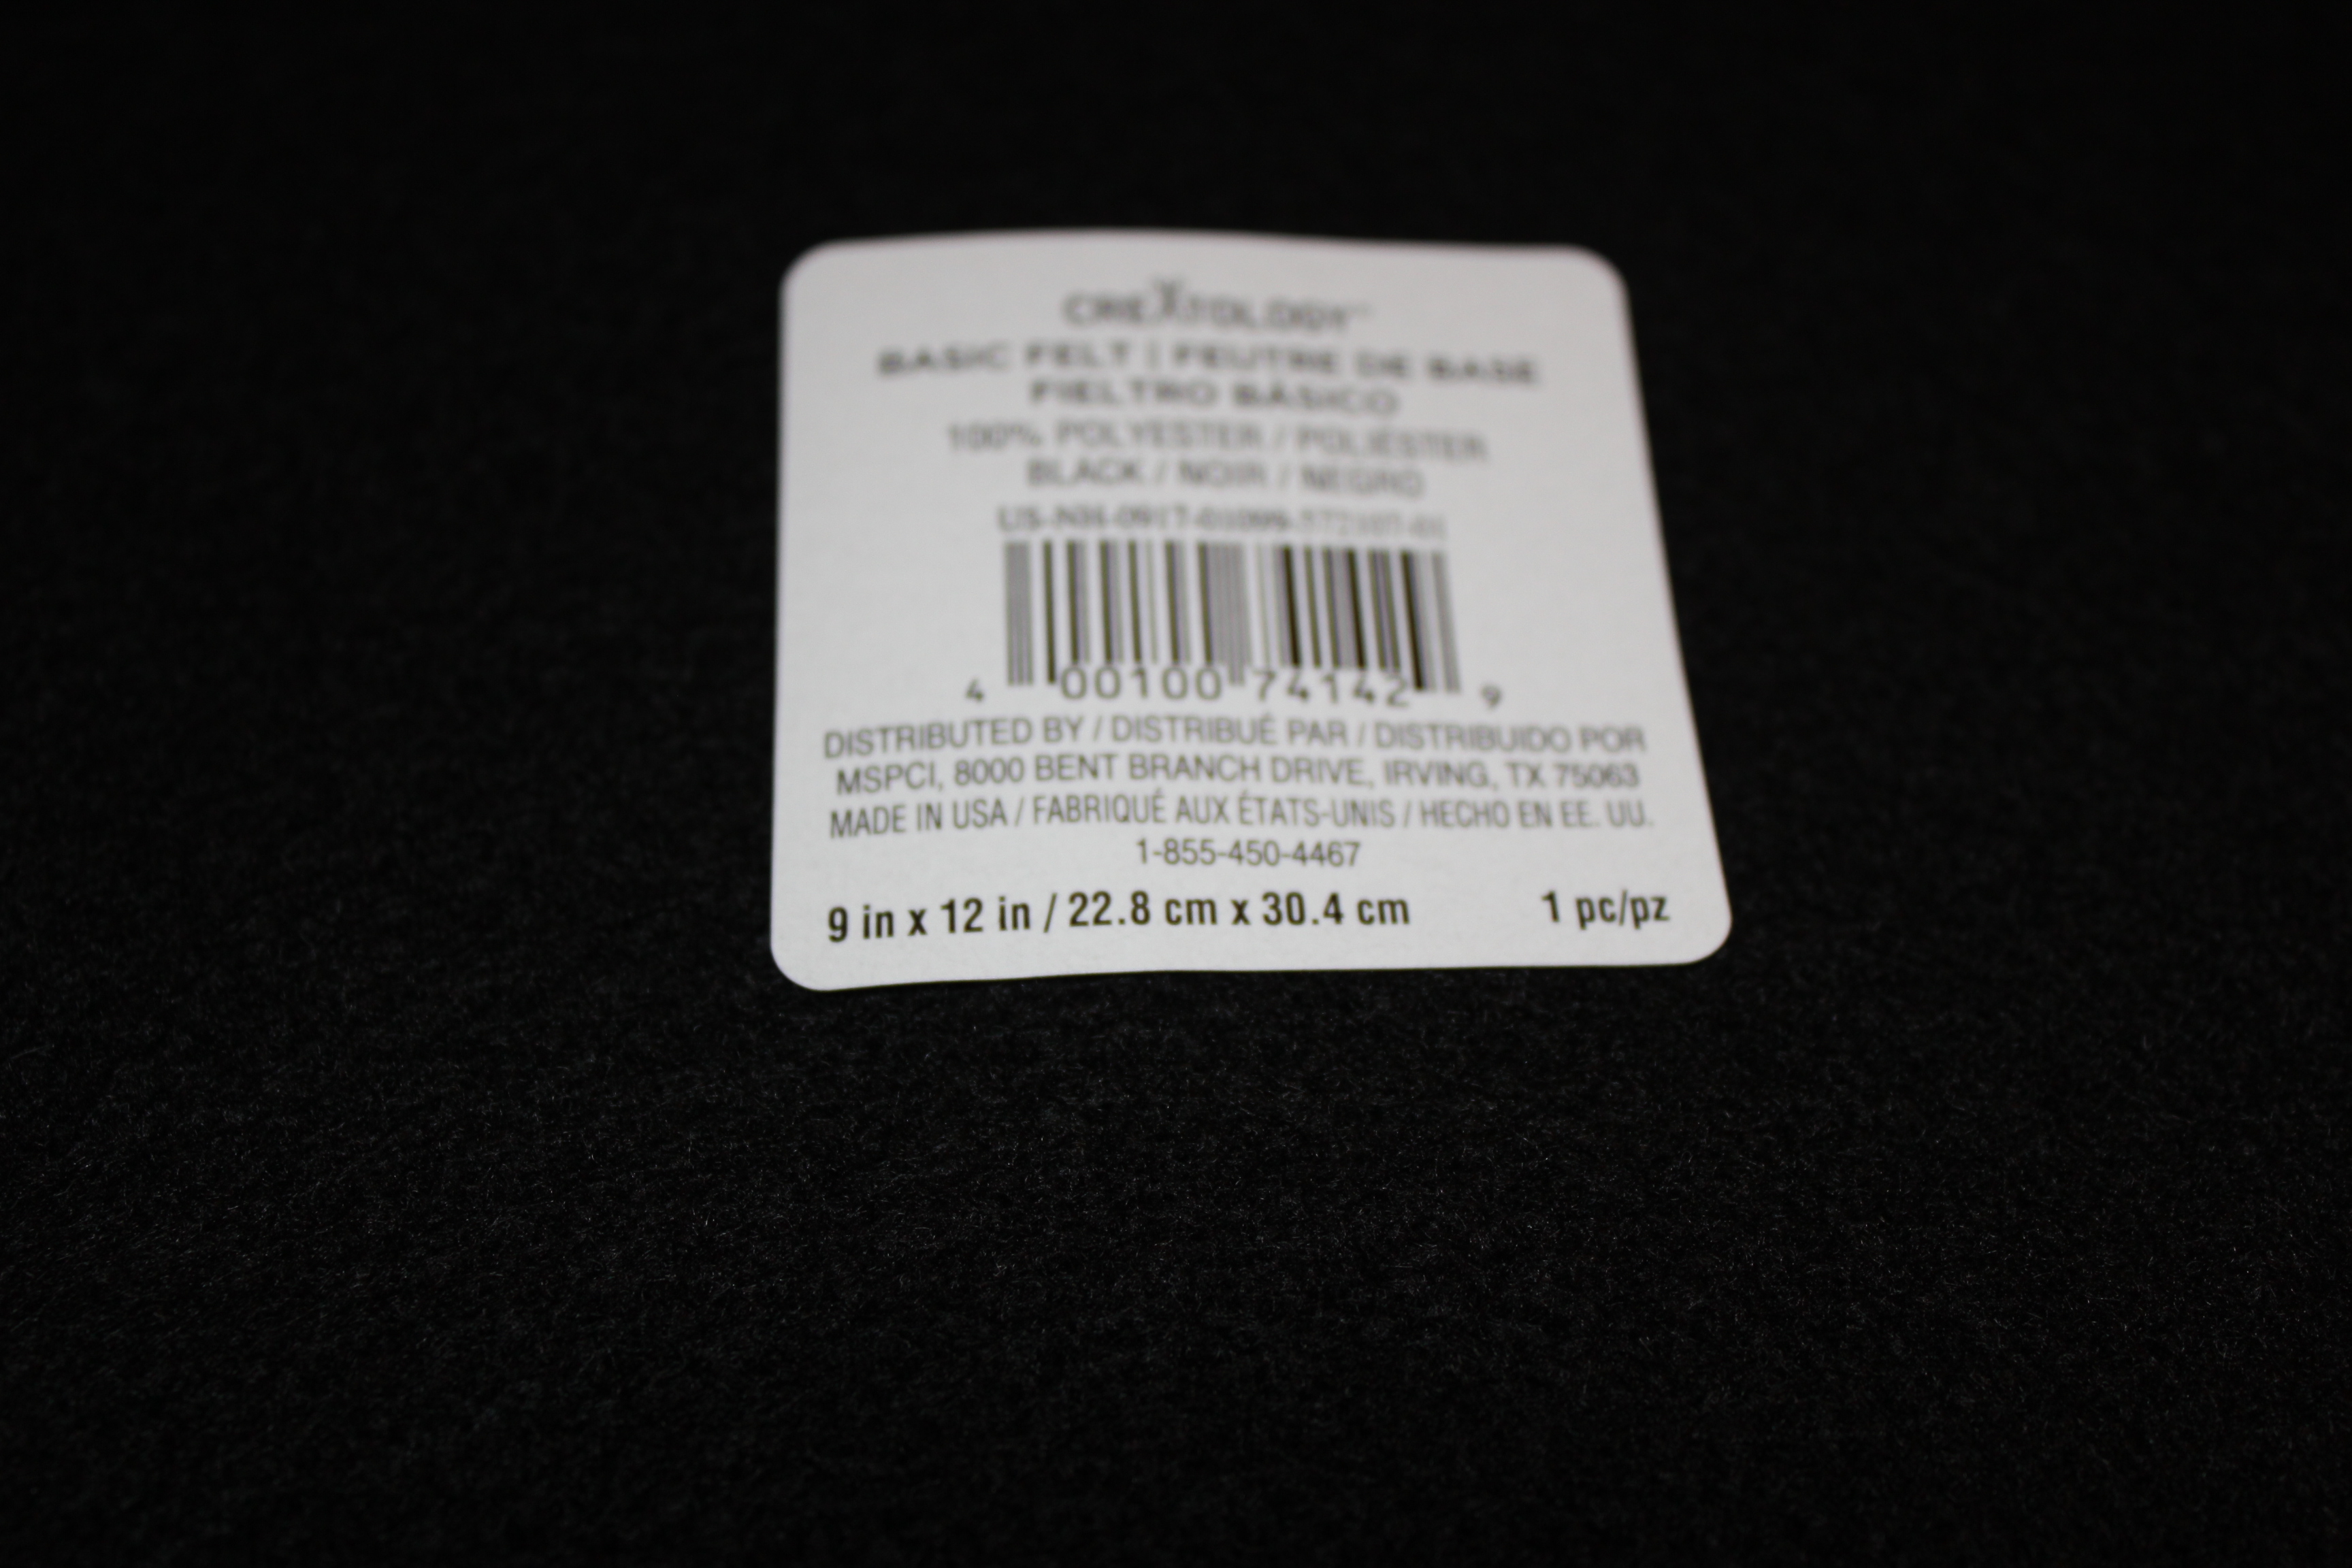 CREATOLOGY™
BASIC FELT | FEUTRE DE BASE
FIELTRO BÁSICO
100% POLYESTER / POLIÉSTER
BLACK / NOIR / NEGRO
4 00100 74142 9
DISTRIBUTED BY / DISTRIBUÉ PAR / DISTRIBUIDO POR
MSPCI, 8000 BENT BRANCH DRIVE, IRVING, TX 75063
MADE IN USA / FABRIQUÉ AUX ÉTATS-UNIS / HECHO EN EE. UU.
1-855-450-4467
9 in x 12 in / 22.8 cm x 30.4 cm 1 pc/pz